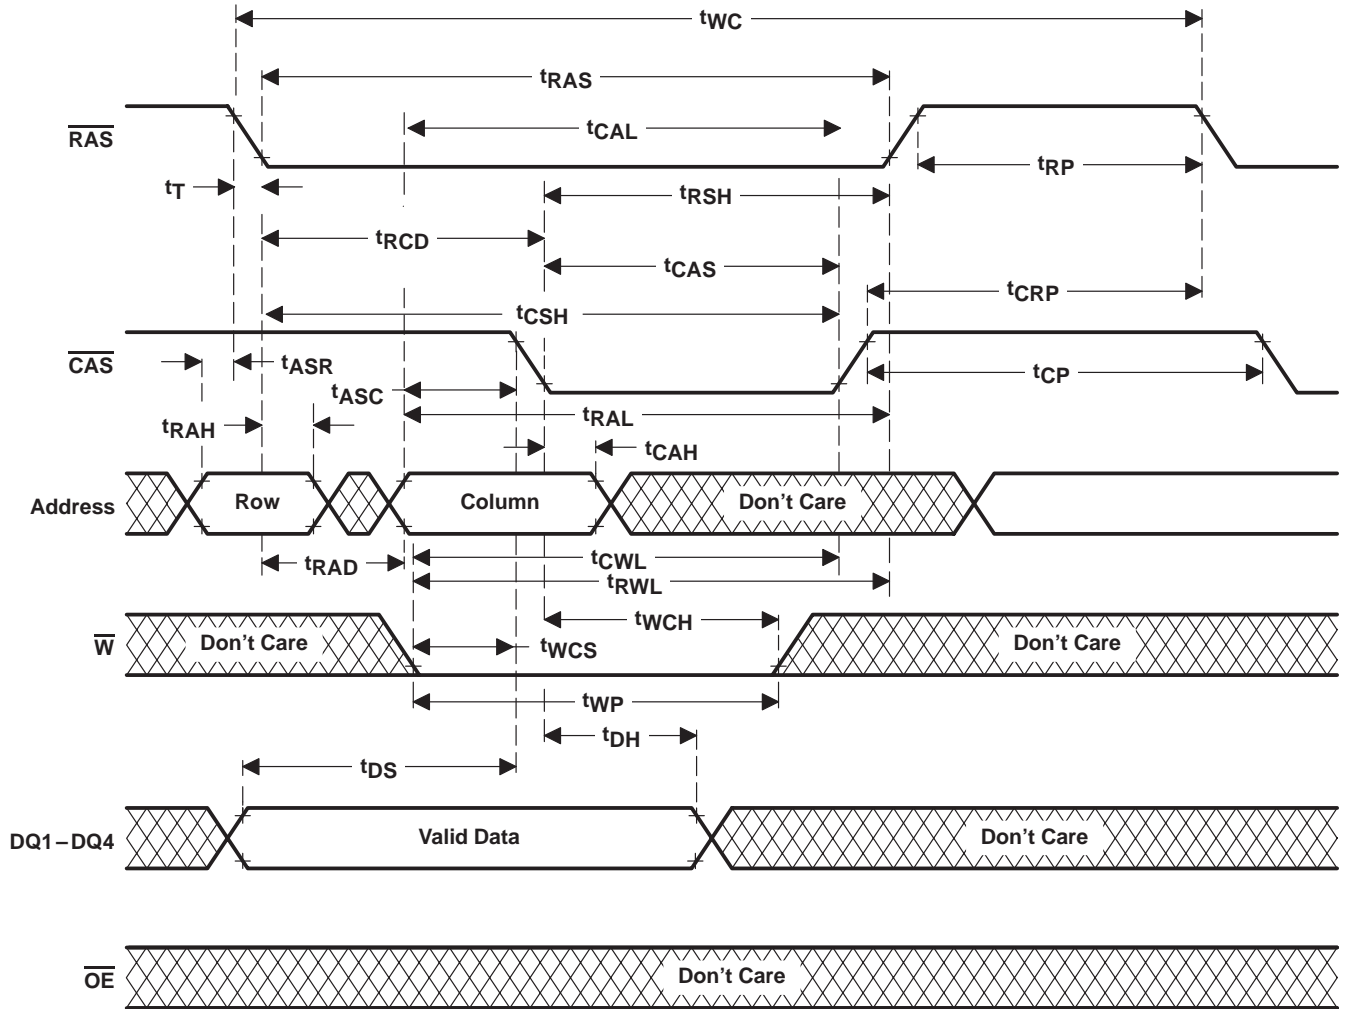 tWC
tRAS
RAS
tCAL
tT
tRP
tRSH
tRCD
tCAS
tCRP
tCSH
CAS
tASR
tCP
tASC
tRAL
tRAH
tCAH
Address
Row
Column
Don't Care
tRAD
tCWL
tRWL
W
Don't Care
tWCH
Don't Care
tWCS
tWP
tDH
tDS
DQ1–DQ4
Valid Data
Don't Care
OE
Don't Care